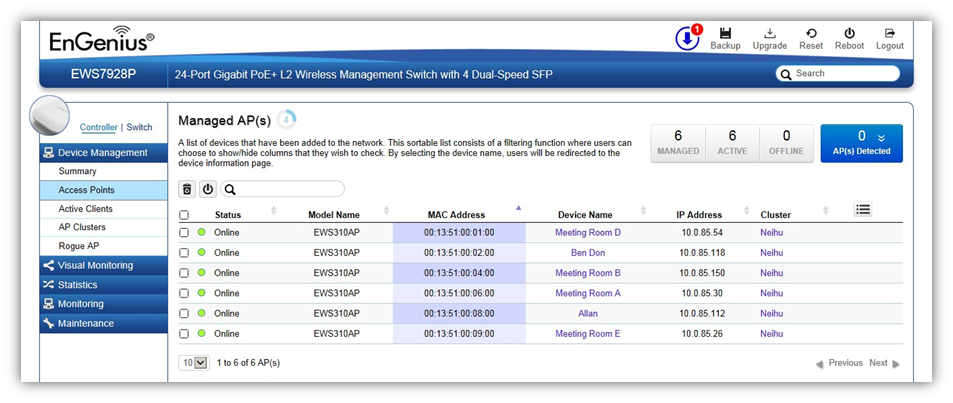 EnGenius®
1
Backup Upgrade Reset Reboot Logout
EWS7928P
24-Port Gigabit PoE+ L2 Wireless Management Switch with 4 Dual-Speed SFP
Search
Controller | Switch
Device Management
Summary
Access Points
Active Clients
AP Clusters
Rogue AP
Visual Monitoring
Statistics
Monitoring
Maintenance
Managed AP(s) 4
A list of devices that have been added to the network. This sortable list consists of a filtering function where users can
choose to show/hide columns that they wish to check. By selecting the device name, users will be redirected to the
device information page.
6 6 0 0
MANAGED ACTIVE OFFLINE AP(s) Detected
Status Model Name MAC Address Device Name IP Address Cluster
Online EWS310AP 00:13:51:00:01:00 Meeting Room D 10.0.85.54 Neihu
Online EWS310AP 00:13:51:00:02:00 Ben Don 10.0.85.118 Neihu
Online EWS310AP 00:13:51:00:04:00 Meeting Room B 10.0.85.150 Neihu
Online EWS310AP 00:13:51:00:06:00 Meeting Room A 10.0.85.30 Neihu
Online EWS310AP 00:13:51:00:08:00 Allan 10.0.85.112 Neihu
Online EWS310AP 00:13:51:00:09:00 Meeting Room E 10.0.85.26 Neihu
10 1 to 6 of 6 AP(s)
Previous Next